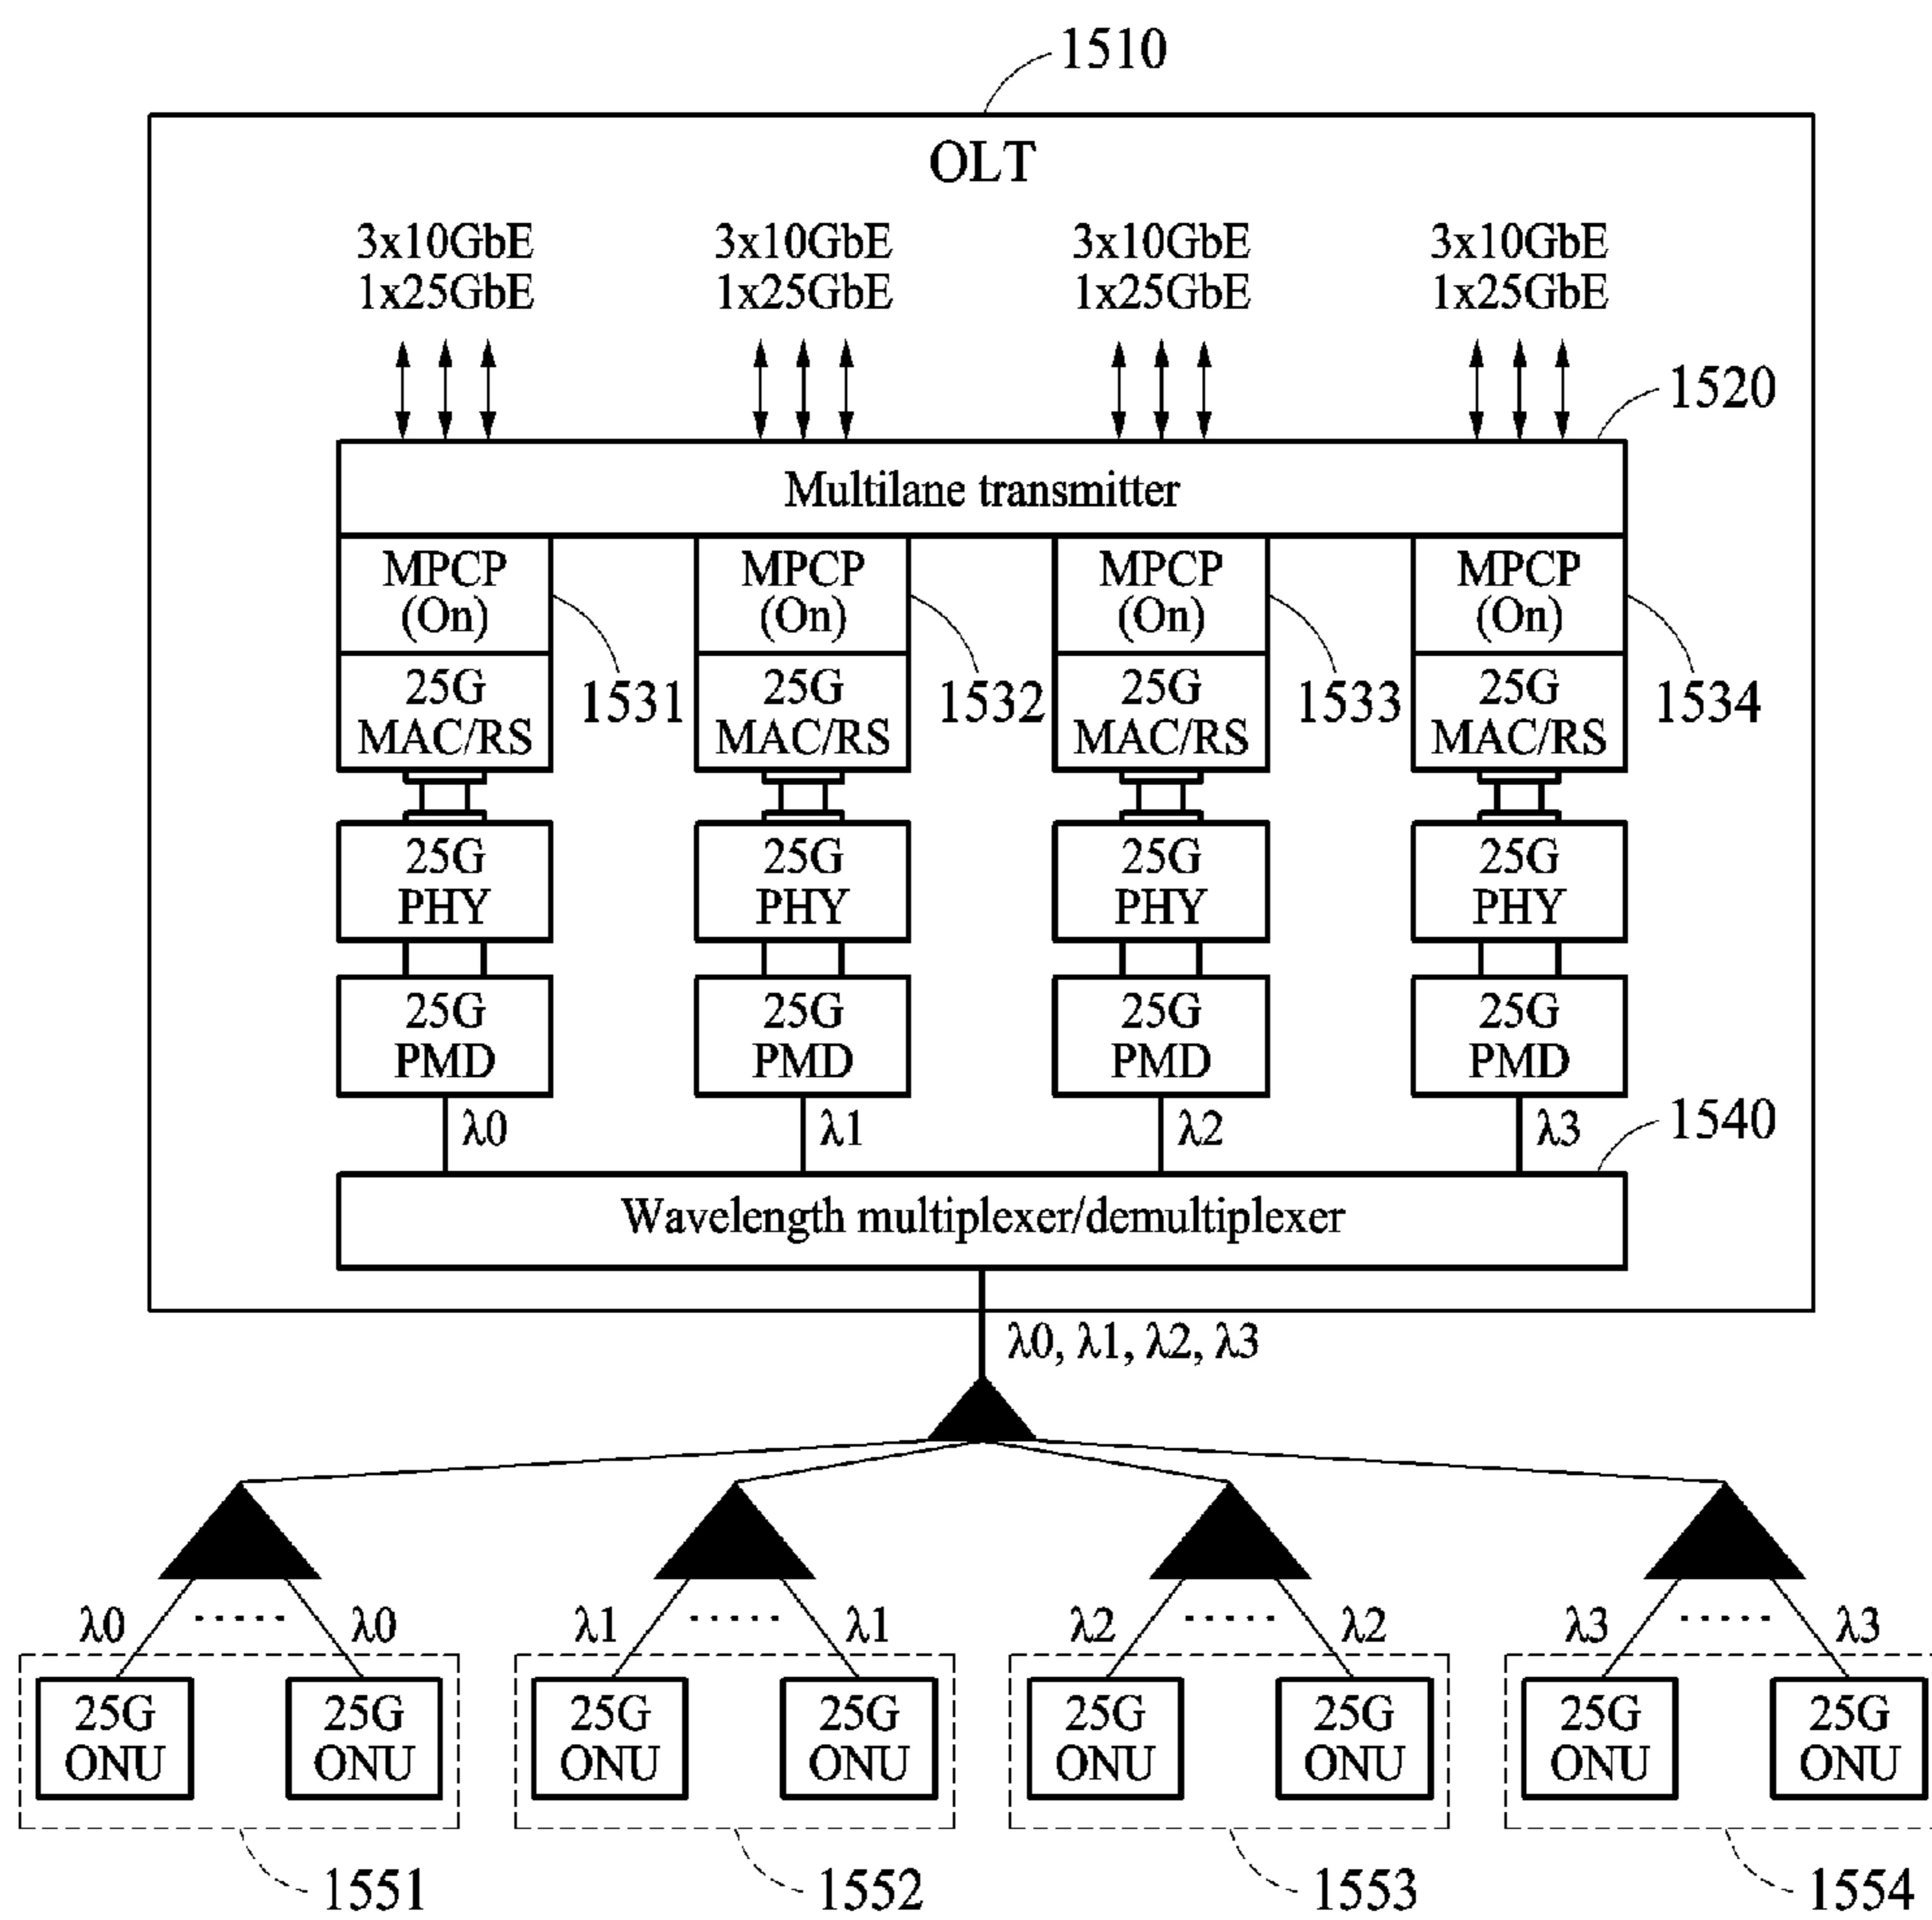 1510
OLT
3x10GbE 3x10GbE 3x10GbE 3x10GbE
1x25GbE 1x25GbE 1x25GbE 1x25GbE
1520
Multilane transmitter
MPCP MPCP MPCP MPCP
(On) (On) (On) (On)
25G 1531 25G 1532 25G 1533 25G 1534
MAC/RS MAC/RS MAC/RS MAC/RS
25G 25G 25G 25G
PHY PHY PHY PHY
25G 25G 25G 25G
PMD PMD PMD PMD
λ0 λ1 λ2 λ3 1540
Wavelength multiplexer/demultiplexer
λ0, λ1, λ2, λ3
λ0 ..... λ0 λ1 ..... λ1 λ2 ..... λ2 λ3 ..... λ3
25G 25G 25G 25G 25G 25G 25G 25G
ONU ONU ONU ONU ONU ONU ONU ONU
1551 1552 1553 1554